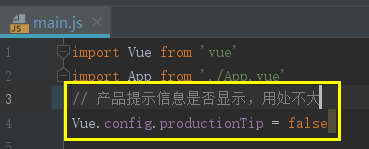 main.js
1 import Vue from 'vue'
2 import App from './App.vue'
3 // 产品提示信息是否显示，用处不大
4 Vue.config.productionTip = false